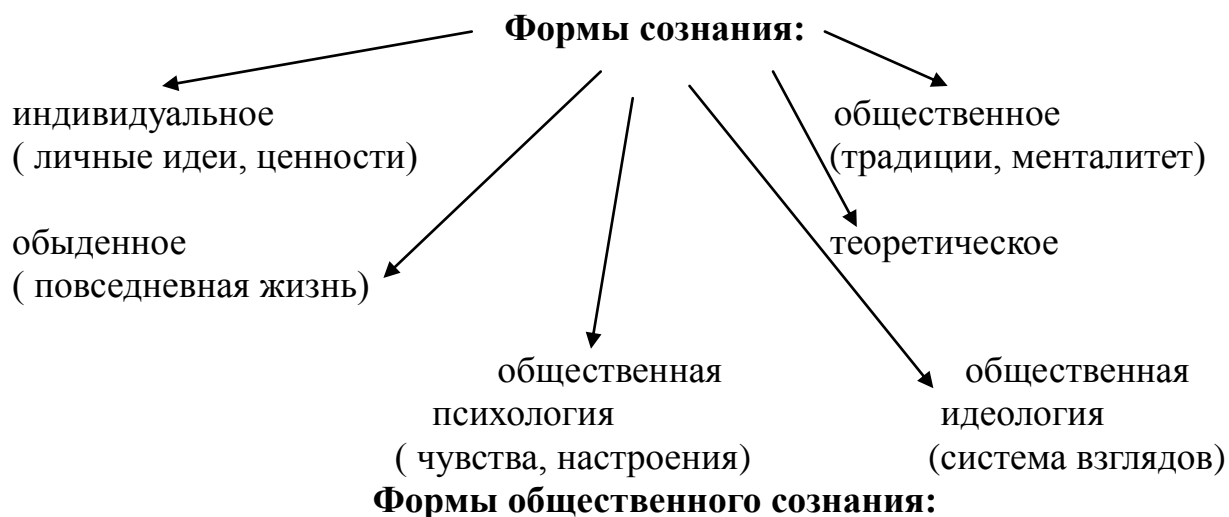 Формы сознания:
индивидуальное общественное
( личные идеи, ценности) (традиции, менталитет)
обыденное теоретическое
( повседневная жизнь)
общественная общественная
психология идеология
( чувства, настроения) (система взглядов)
Формы общественного сознания: